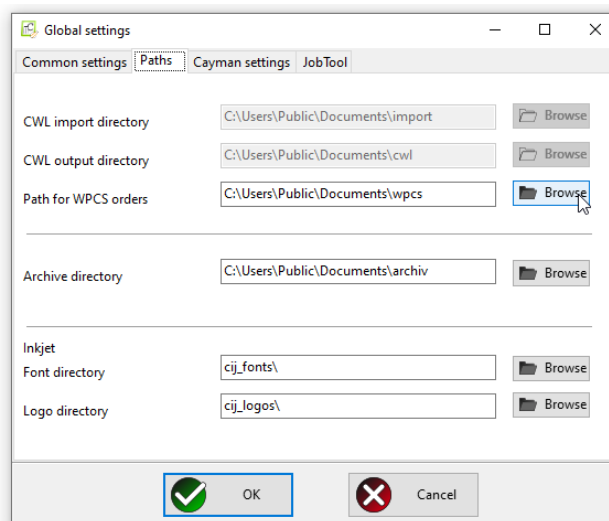 Global settings
Common settings Paths Cayman settings JobTool
CWL import directory C:\Users\Public\Documents\import Browse
CWL output directory C:\Users\Public\Documents\cwl Browse
Path for WPCS orders C:\Users\Public\Documents\wpcs Browse
Archive directory C:\Users\Public\Documents\archiv Browse
Inkjet
Font directory cij_fonts\ Browse
Logo directory cij_logos\ Browse
OK Cancel